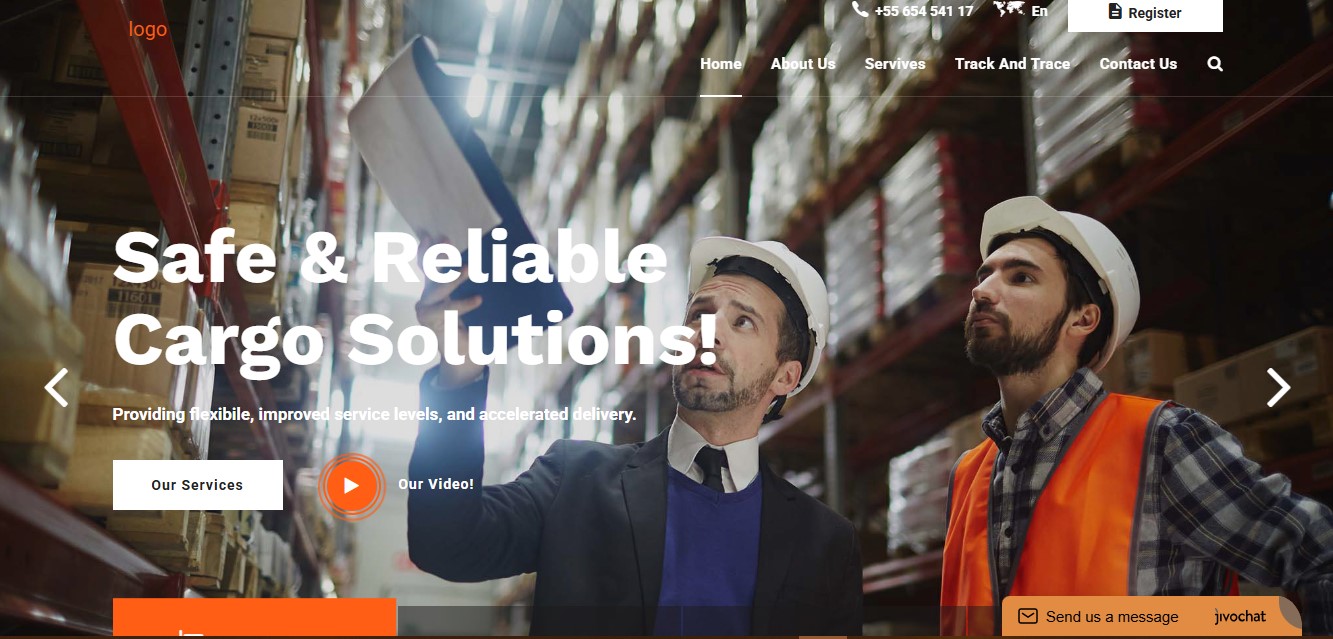 logo
+55 654 541 17
En
Register
Home
About Us
Servives
Track And Trace
Contact Us
Safe & Reliable
Cargo Solutions!
Providing flexibile, improved service levels, and accelerated delivery.
Our Services
Our Video!
Send us a message
jivochat